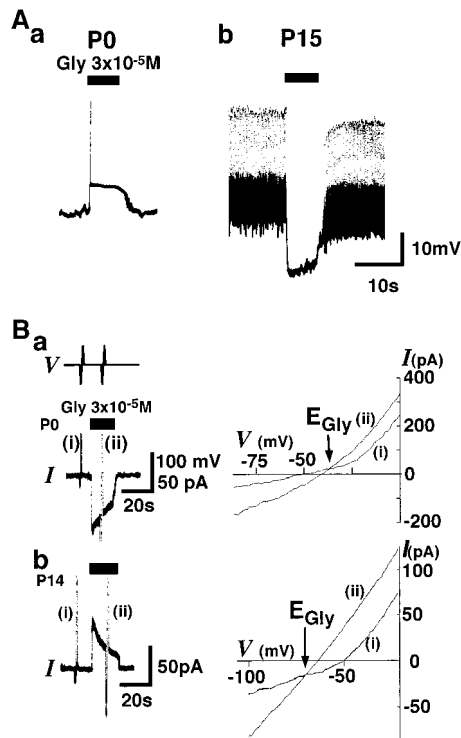 A
a
P0
Gly 3x10-5M
b
P15
10mV
10s
B
a
V
Gly 3x10-5M
P0
(i)
(ii)
I
100 mV
50 pA
20s
I(pA)
400
200
0
-200
V (mV)
-75
-50
EGly
(ii)
(i)
b
P14
(i)
(ii)
I
50pA
20s
I(pA)
100
50
0
-50
V (mV)
-100
-50
EGly
(ii)
(i)